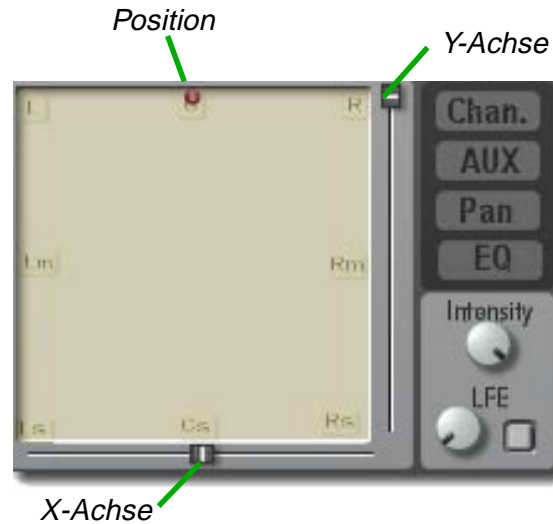 Position
Y-Achse
L
C
R
Chan.
AUX
Pan
Lm
Rm
EQ
Intensity
LFE
Ls
Cs
Rs
X-Achse